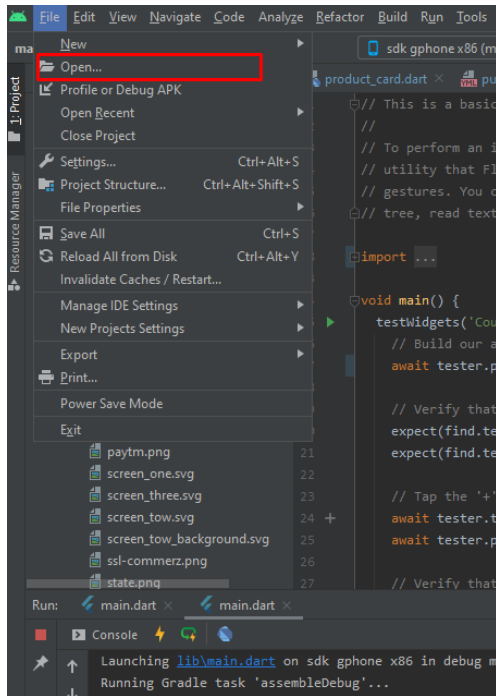 File Edit View Navigate Code Analyze Refactor Build Run Tools
sdk gphone x86
New
Open...
Profile or Debug APK
Open Recent
Close Project
Settings... Ctrl+Alt+S
Project Structure... Ctrl+Alt+Shift+S
File Properties
Save All Ctrl+S
Reload All from Disk Ctrl+Alt+Y
Invalidate Caches / Restart...
Manage IDE Settings
New Projects Settings
Export
Print...
Power Save Mode
Exit
1: Project
Resource Manager
product_card.dart
YML pu
// This is a basic
//
// To perform an i
// utility that Fl
// gestures. You c
// tree, read text
import ...
void main() {
testWidgets('Cou
// Build our a
await tester.p
// Verify that
expect(find.te
21 expect(find.te
22
23 // Tap the '+'
24 await tester.t
25 await tester.p
26
27 // Verify that
paytm.png
screen_one.svg
screen_three.svg
screen_tow.svg
screen_tow_background.svg
ssl-commerz.png
state.png
Run: main.dart main.dart
Console
Launching lib\main.dart on sdk gphone x86 in debug m
Running Gradle task 'assembleDebug'...